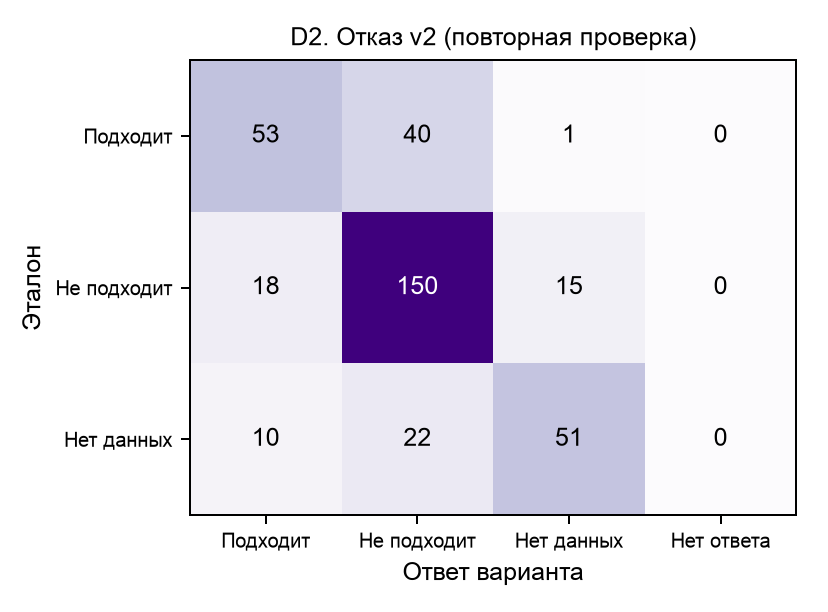 D2. Отказ v2 (повторная проверка)
Эталон
Подходит
53 40 1 0
Не подходит
18 150 15 0
Нет данных
10 22 51 0
Подходит Не подходит Нет данных Нет ответа
Ответ варианта